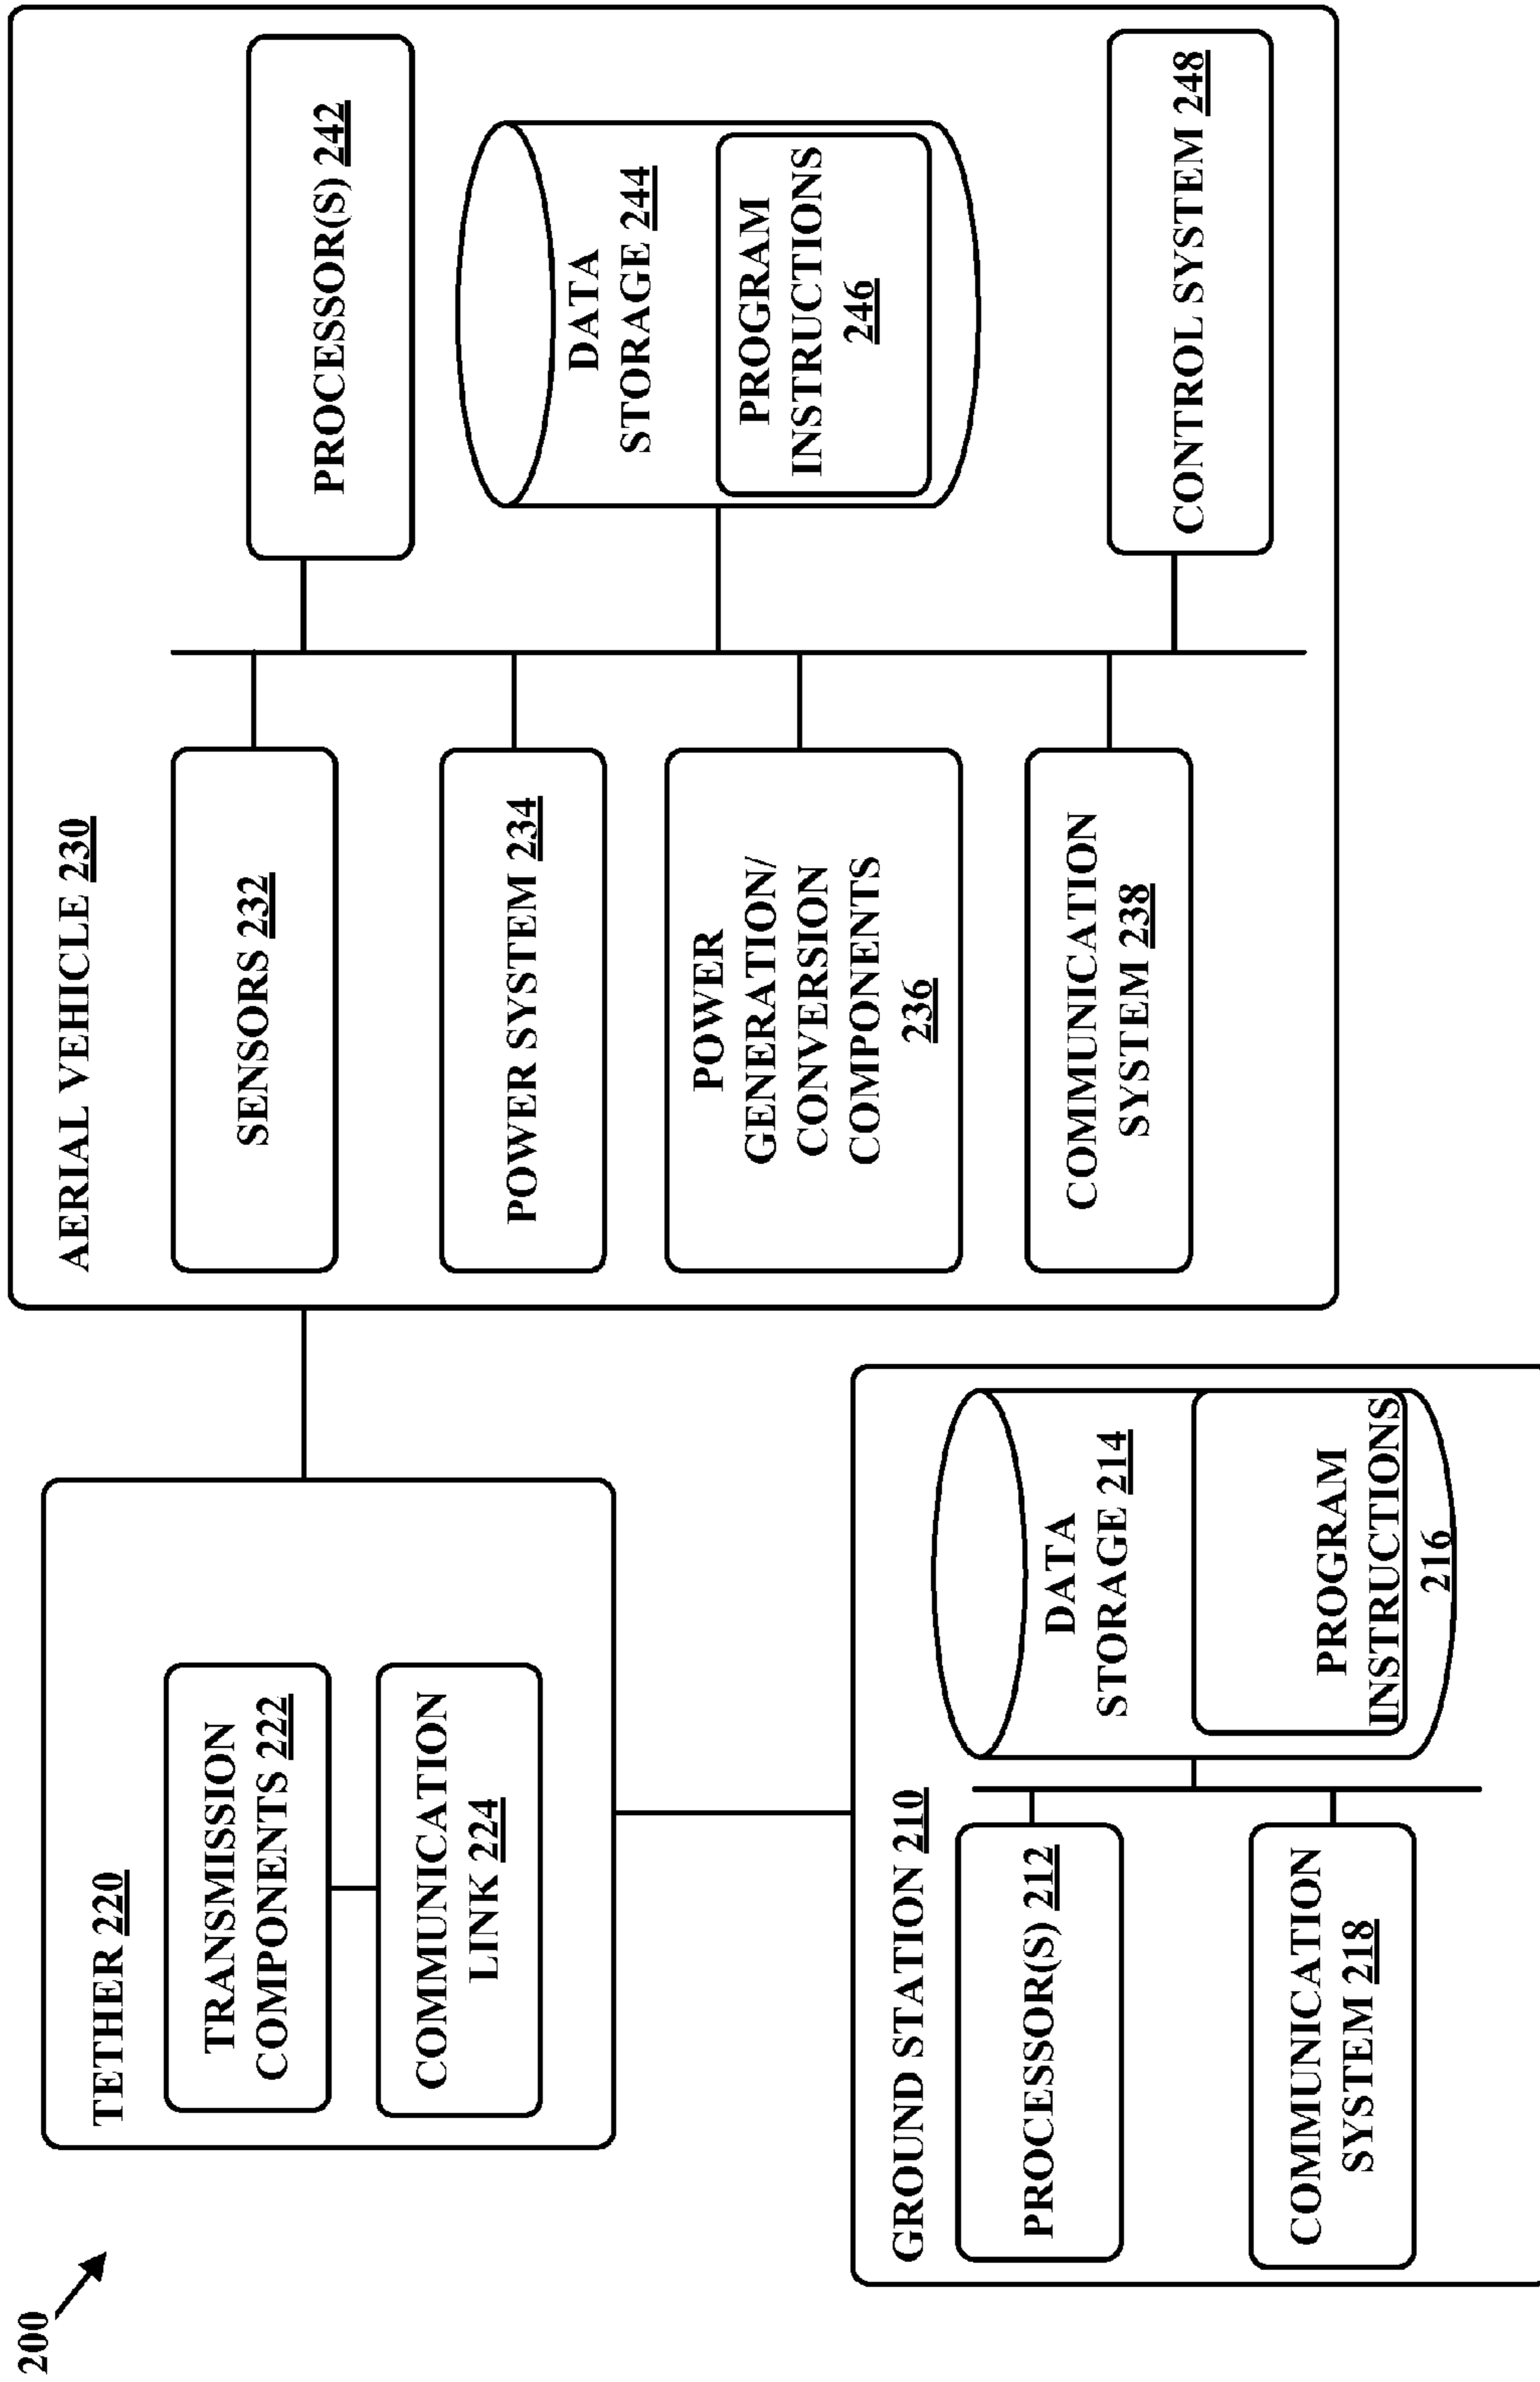 200
TETHER 220
TRANSMISSION
COMPONENTS 222
COMMUNICATION
LINK 224
GROUND STATION 210
PROCESSOR(S) 212
COMMUNICATION
SYSTEM 218
DATA
STORAGE 214
PROGRAM
INSTRUCTIONS
216
AERIAL VEHICLE 230
SENSORS 232
POWER SYSTEM 234
POWER
GENERATION/
CONVERSION
COMPONENTS
236
COMMUNICATION
SYSTEM 238
PROCESSOR(S) 242
DATA
STORAGE 244
PROGRAM
INSTRUCTIONS
246
CONTROL SYSTEM 248